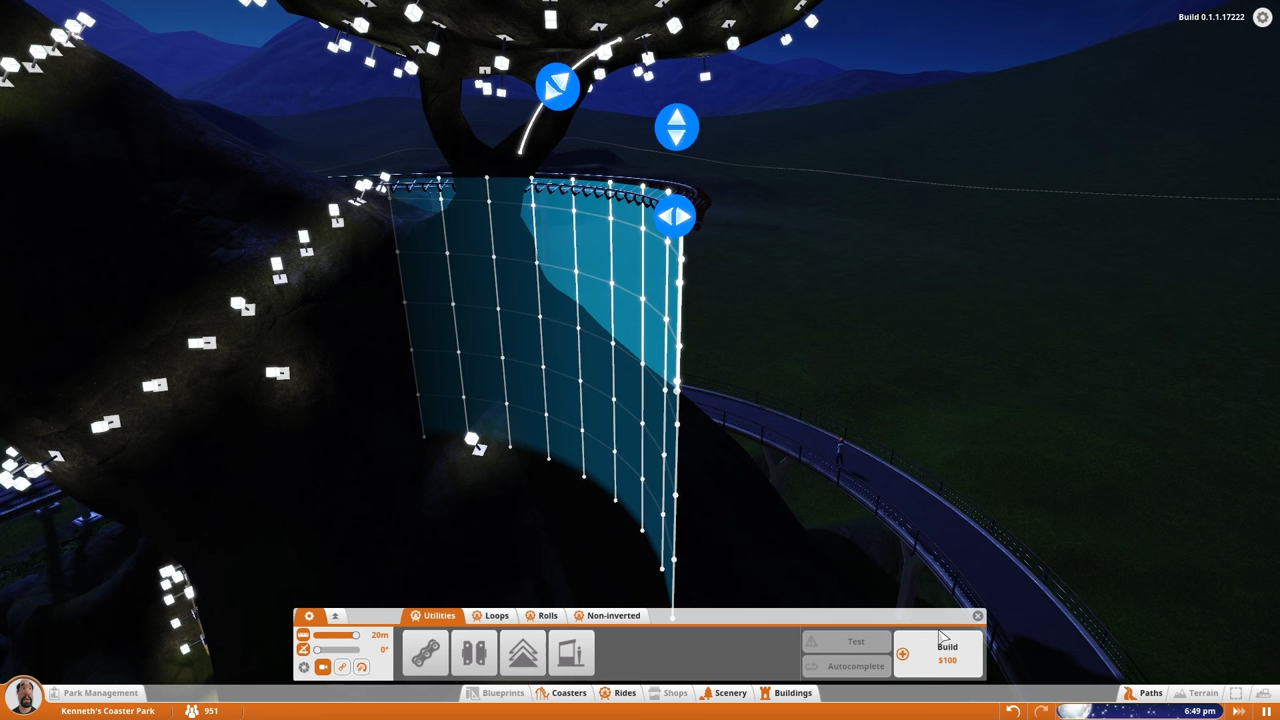 Build 0.1.1.17222
Utilities
Loops
Rolls
Non-inverted
20m
0°
Test
Autocomplete
Build
$100
Park Management
Blueprints
Coasters
Rides
Shops
Scenery
Buildings
Paths
Terrain
Kenneth's Coaster Park
951
6:49 pm